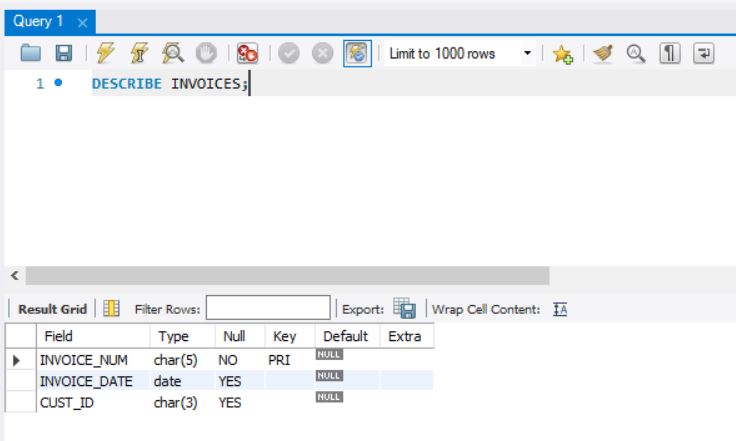 Query 1
Limit to 1000 rows
1 DESCRIBE INVOICES;
Result Grid Filter Rows: Export: Wrap Cell Content:
Field Type Null Key Default Extra
INVOICE_NUM char(5) NO PRI NULL
INVOICE_DATE date YES NULL
CUST_ID char(3) YES NULL